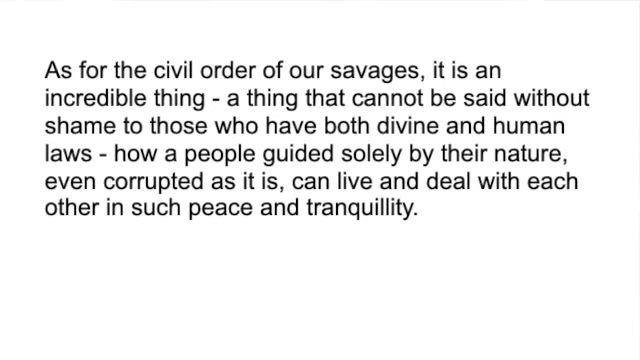 As for the civil order of our savages, it is an
incredible thing - a thing that cannot be said without
shame to those who have both divine and human
laws - how a people guided solely by their nature,
even corrupted as it is, can live and deal with each
other in such peace and tranquillity.